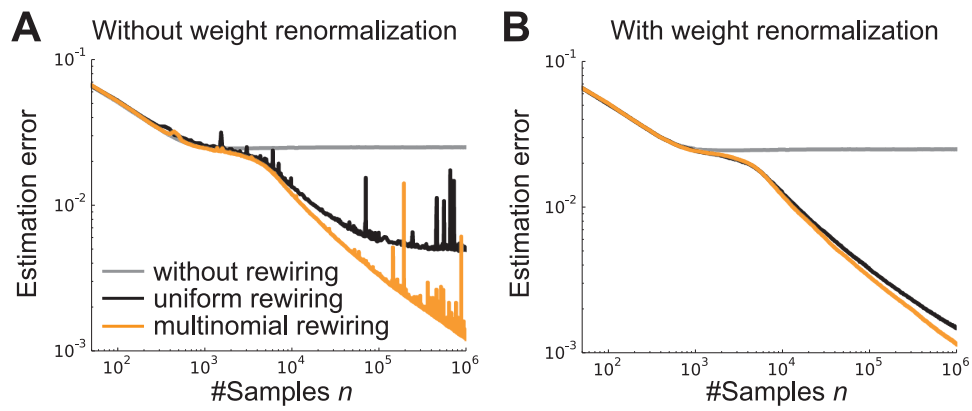 A
Without weight renormalization
Estimation error
10^-1
10^-2
10^-3
without rewiring
uniform rewiring
multinomial rewiring
10^2 10^3 10^4 10^5 10^6
#Samples n
B
With weight renormalization
Estimation error
10^-1
10^-2
10^-3
10^2 10^3 10^4 10^5 10^6
#Samples n